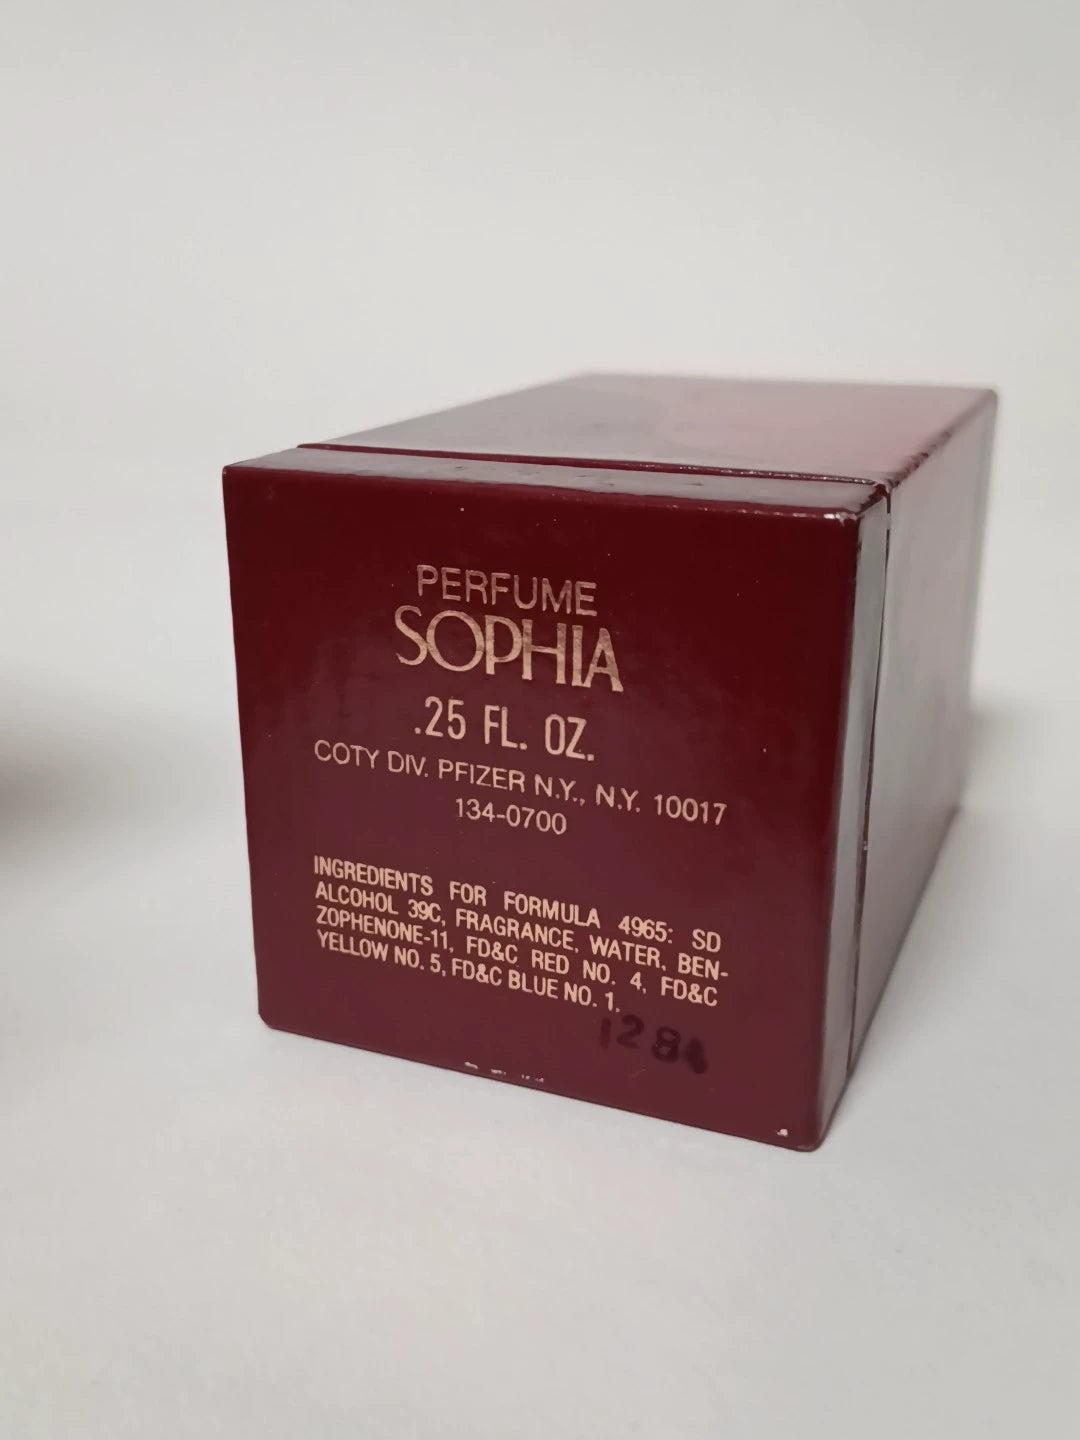 PERFUME
SOPHIA
.25 FL. OZ.
COTY DIV. PFIZER N.Y., N.Y. 10017
134-0700
INGREDIENTS FOR FORMULA 4965: SD
ALCOHOL 39C, FRAGRANCE, WATER, BEN-
ZOPHENONE-11, FD&C RED NO. 4, FD&C
YELLOW NO. 5, FD&C BLUE NO. 1.